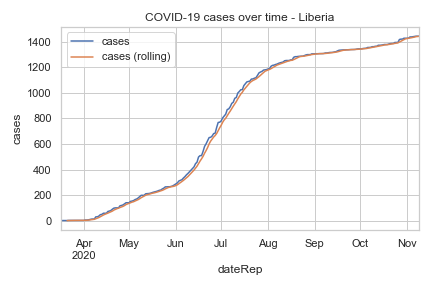 COVID-19 cases over time - Liberia
cases
cases (rolling)
1400
1200
1000
800
600
400
200
0
cases
Apr
2020
May
Jun
Jul
Aug
Sep
Oct
Nov
dateRep